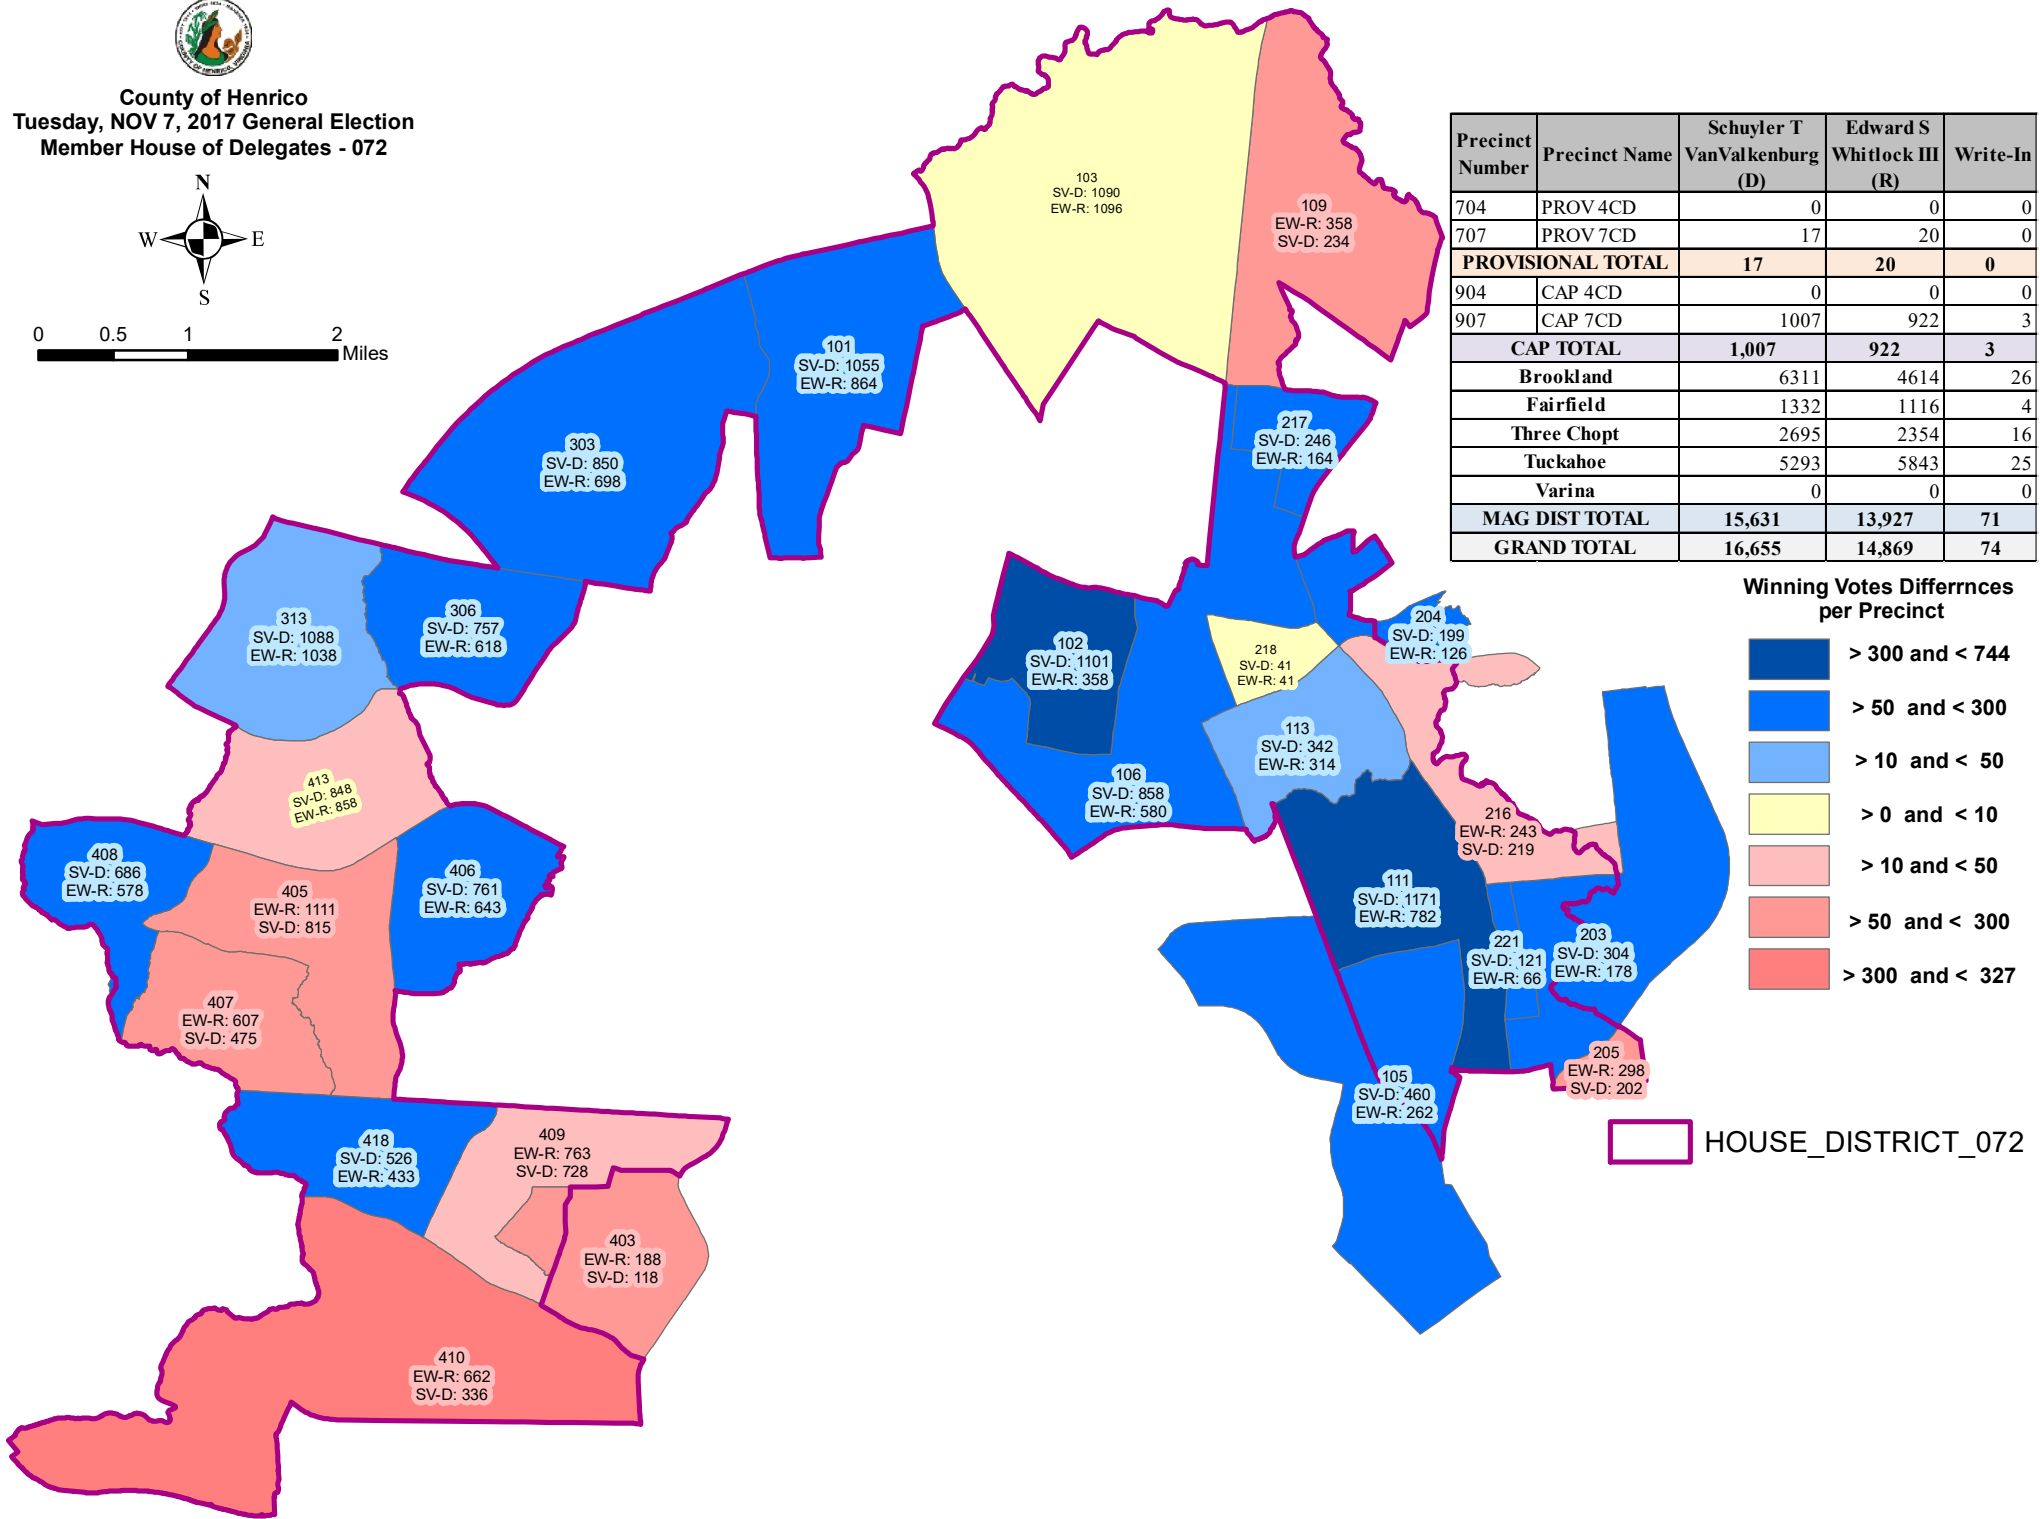 County of Henrico
Tuesday, NOV 7, 2017 General Election
Member House of Delegates - 072
N
W E
S
0 0.5 1 2
Miles
Precinct Number Precinct Name Schuyler T VanValkenburg (D) Edward S Whitlock III (R) Write-In
704 PROV 4CD 0 0 0
707 PROV 7CD 17 20 0
PROVISIONAL TOTAL 17 20 0
904 CAP 4CD 0 0 0
907 CAP 7CD 1007 922 3
CAP TOTAL 1,007 922 3
Brookland 6311 4614 26
Fairfield 1332 1116 4
Three Chopt 2695 2354 16
Tuckahoe 5293 5843 25
Varina 0 0 0
MAG DIST TOTAL 15,631 13,927 71
GRAND TOTAL 16,655 14,869 74
Winning Votes Differrnces
per Precinct
> 300 and < 744
> 50 and < 300
> 10 and < 50
> 0 and < 10
> 10 and < 50
> 50 and < 300
> 300 and < 327
HOUSE_DISTRICT_072
103
SV-D: 1090
EW-R: 1096
109
EW-R: 358
SV-D: 234
101
SV-D: 1055
EW-R: 864
303
SV-D: 850
EW-R: 698
217
SV-D: 246
EW-R: 164
313
SV-D: 1088
EW-R: 1038
306
SV-D: 757
EW-R: 618
102
SV-D: 1101
EW-R: 358
218
SV-D: 41
EW-R: 41
204
SV-D: 199
EW-R: 126
113
SV-D: 342
EW-R: 314
106
SV-D: 858
EW-R: 580
413
SV-D: 848
EW-R: 858
216
EW-R: 243
SV-D: 219
408
SV-D: 686
EW-R: 578
405
EW-R: 1111
SV-D: 815
406
SV-D: 761
EW-R: 643
111
SV-D: 1171
EW-R: 782
221
SV-D: 121
EW-R: 66
203
SV-D: 304
EW-R: 178
407
EW-R: 607
SV-D: 475
205
EW-R: 298
SV-D: 202
105
SV-D: 460
EW-R: 262
418
SV-D: 526
EW-R: 433
409
EW-R: 763
SV-D: 728
403
EW-R: 188
SV-D: 118
410
EW-R: 662
SV-D: 336